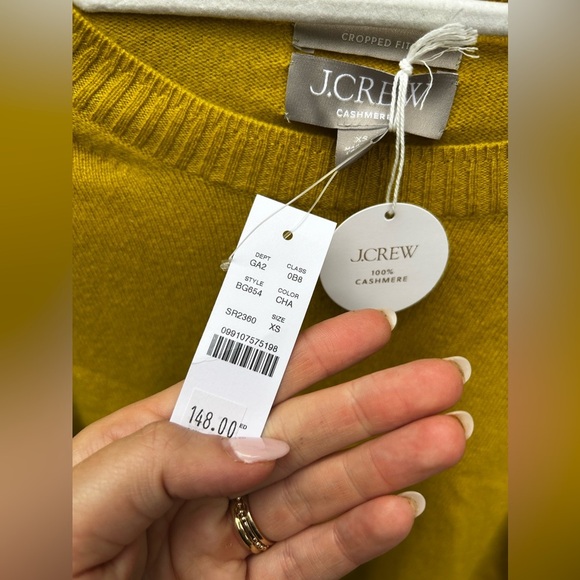 CROPPED FIT
J.CREW
CASHMERE
XS
J.CREW
100%
CASHMERE
DEPT CLASS
GA2 0B8
STYLE COLOR
BG654 CHA
SIZE
SR2360 XS
099107575198
148.00
ED